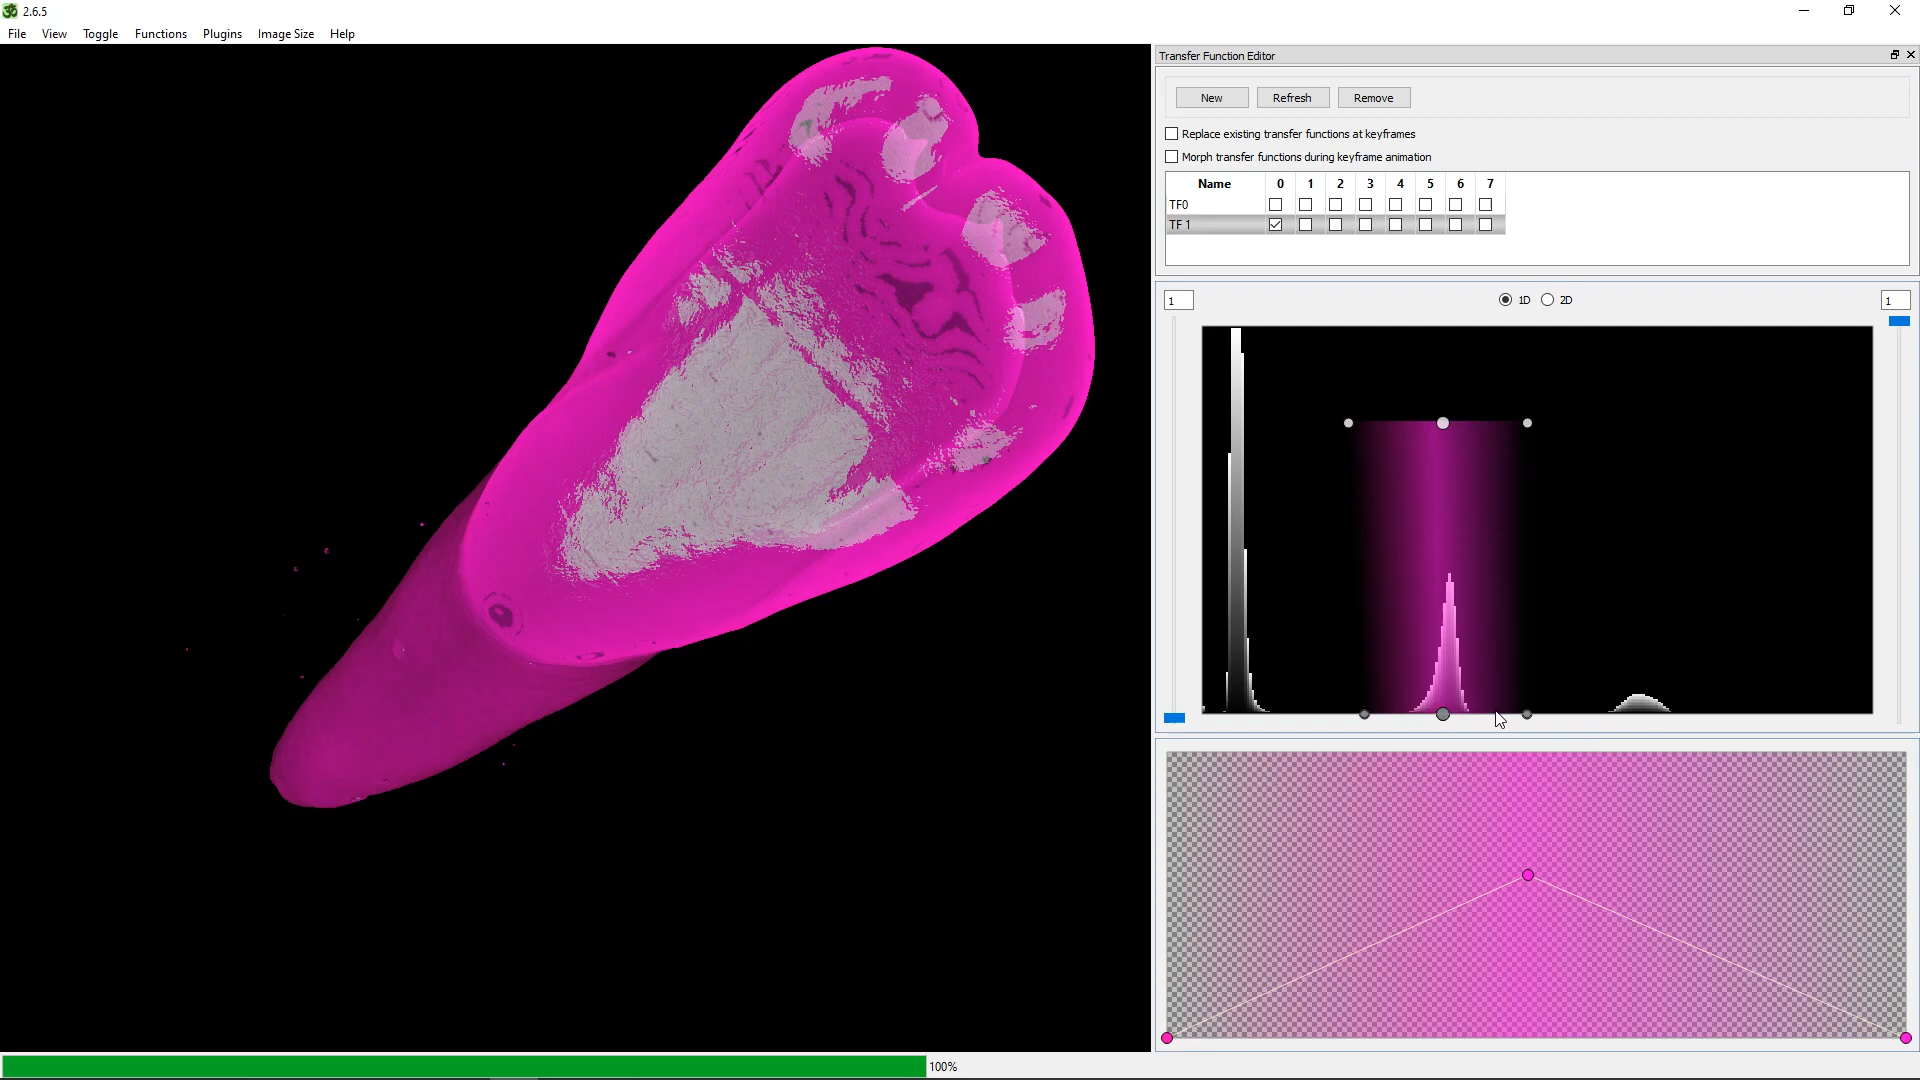 2.6.5
File View Toggle Functions Plugins Image Size Help
Transfer Function Editor
New Refresh Remove
Replace existing transfer functions at keyframes
Morph transfer functions during keyframe animation
Name 0 1 2 3 4 5 6 7
TF0
TF 1
1 1D 2D 1
100%